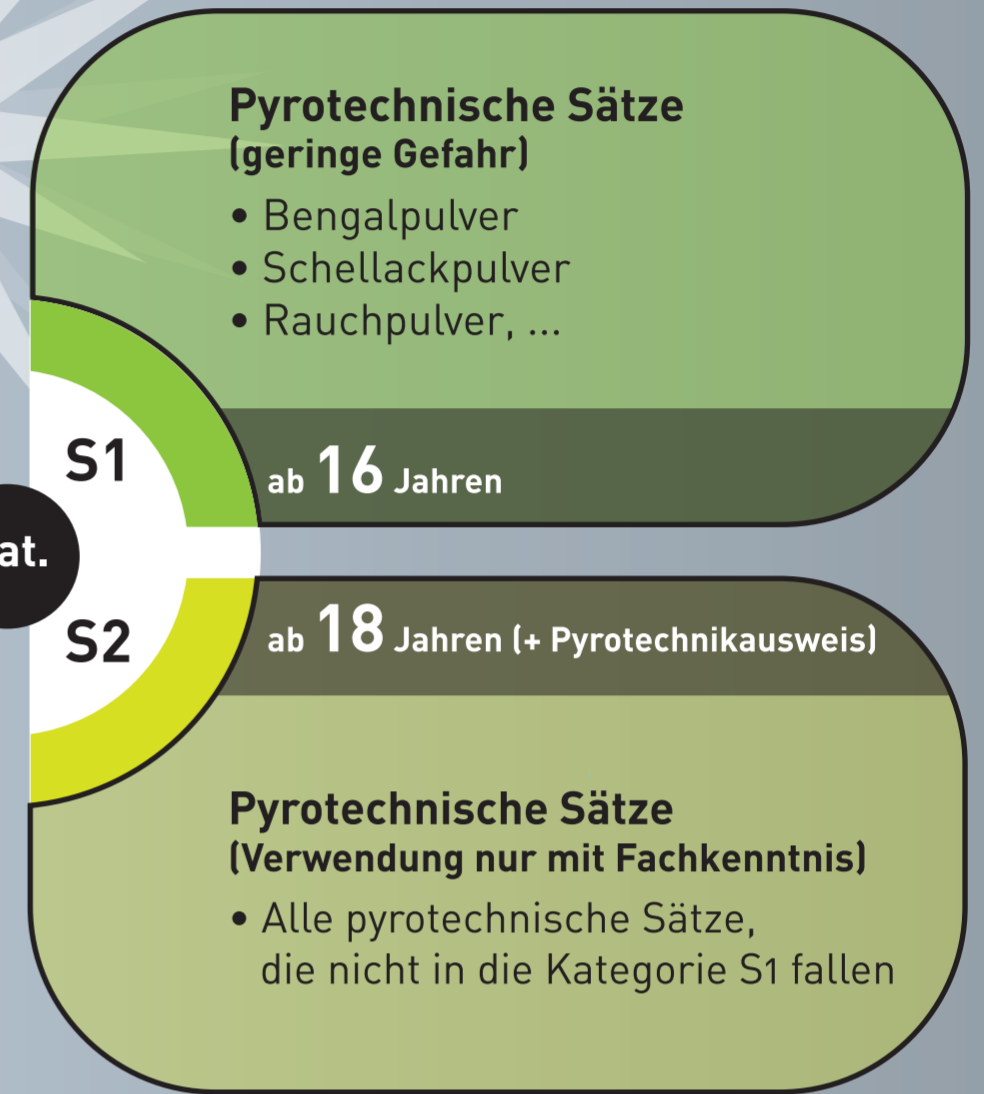 Pyrotechnische Sätze
(geringe Gefahr)
• Bengalpulver
• Schellackpulver
• Rauchpulver, ...
S1
ab 16 Jahren
at.
S2
ab 18 Jahren (+ Pyrotechnikausweis)
Pyrotechnische Sätze
(Verwendung nur mit Fachkenntnis)
• Alle pyrotechnische Sätze,
die nicht in die Kategorie S1 fallen